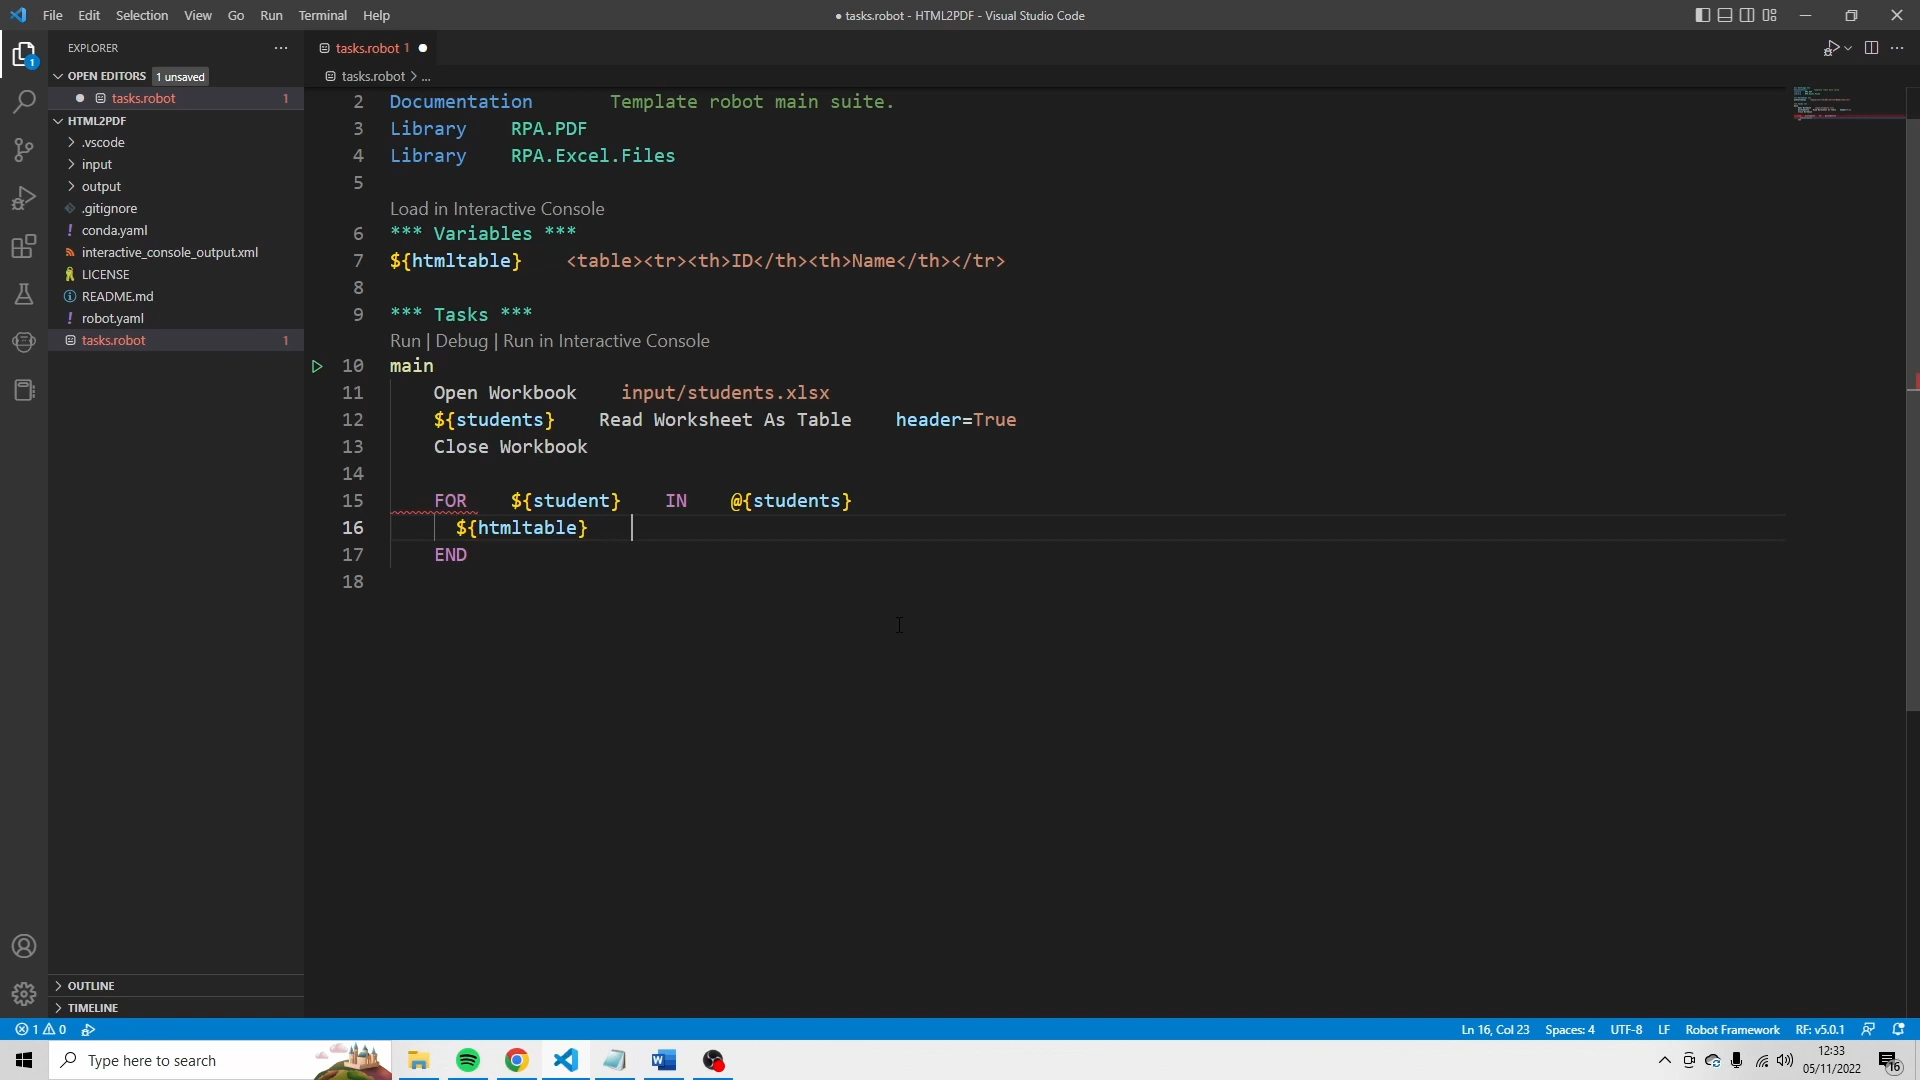 File Edit Selection View Go Run Terminal Help
● tasks.robot - HTML2PDF - Visual Studio Code
EXPLORER
OPEN EDITORS 1 unsaved
tasks.robot 1
HTML2PDF
.vscode
input
output
.gitignore
conda.yaml
interactive_console_output.xml
LICENSE
README.md
robot.yaml
tasks.robot 1
OUTLINE
TIMELINE
tasks.robot 1 ●
tasks.robot > ...
2 Documentation Template robot main suite.
3 Library RPA.PDF
4 Library RPA.Excel.Files
5
Load in Interactive Console
6 *** Variables ***
7 ${htmltable} <table><tr><th>ID</th><th>Name</th></tr>
8
9 *** Tasks ***
Run | Debug | Run in Interactive Console
10 main
11 Open Workbook input/students.xlsx
12 ${students} Read Worksheet As Table header=True
13 Close Workbook
14
15 FOR ${student} IN @{students}
16 ${htmltable}
17 END
18
1 0
Ln 16, Col 23 Spaces: 4 UTF-8 LF Robot Framework RF: v5.0.1
Type here to search
12:33
05/11/2022
16